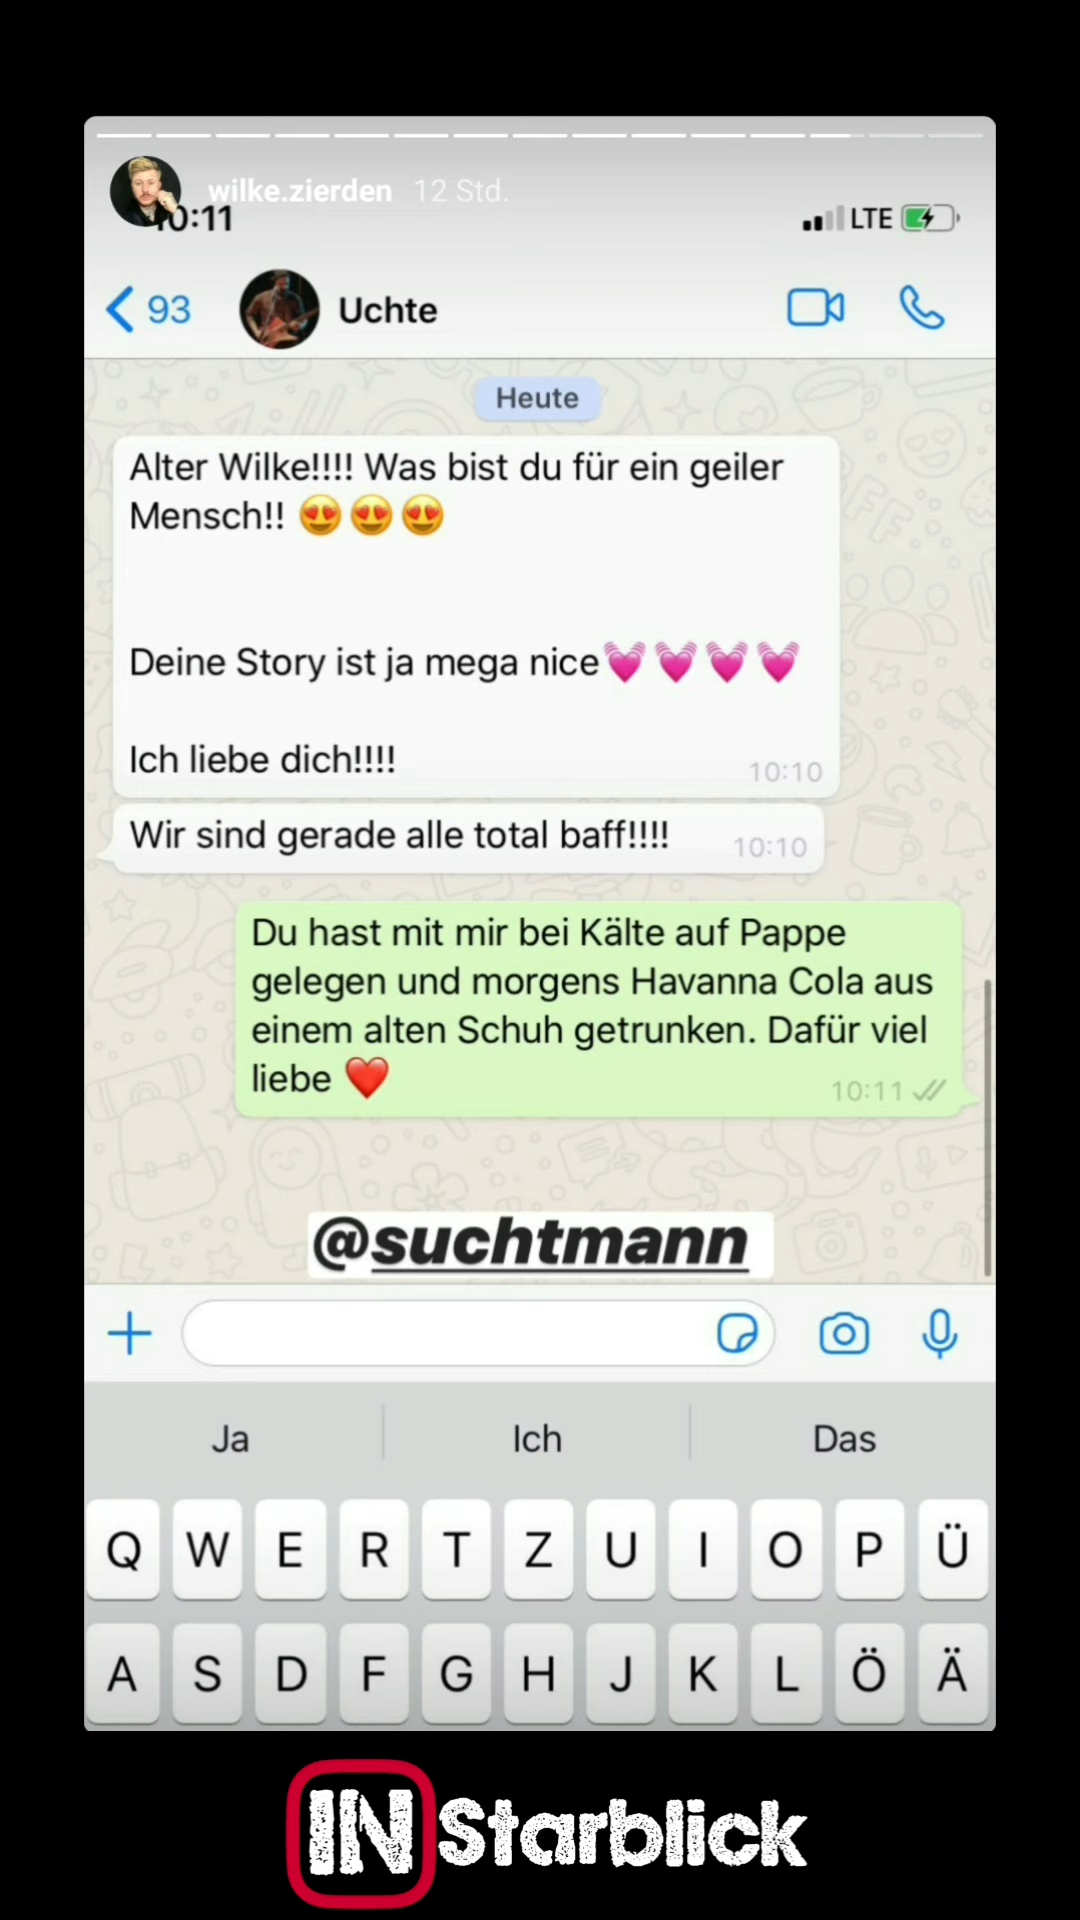 wilke.zierden 12 Std.
10:11 LTE
93 Uchte
Heute
Alter Wilke!!!! Was bist du für ein geiler
Mensch!! 😍😍😍
Deine Story ist ja mega nice💓💓💓💓
Ich liebe dich!!!!
10:10
Wir sind gerade alle total baff!!!!
10:10
Du hast mit mir bei Kälte auf Pappe
gelegen und morgens Havanna Cola aus
einem alten Schuh getrunken. Dafür viel
liebe ❤️
10:11
@suchtmann
Ja Ich Das
Q W E R T Z U I O P Ü
A S D F G H J K L Ö Ä
IN Starblick